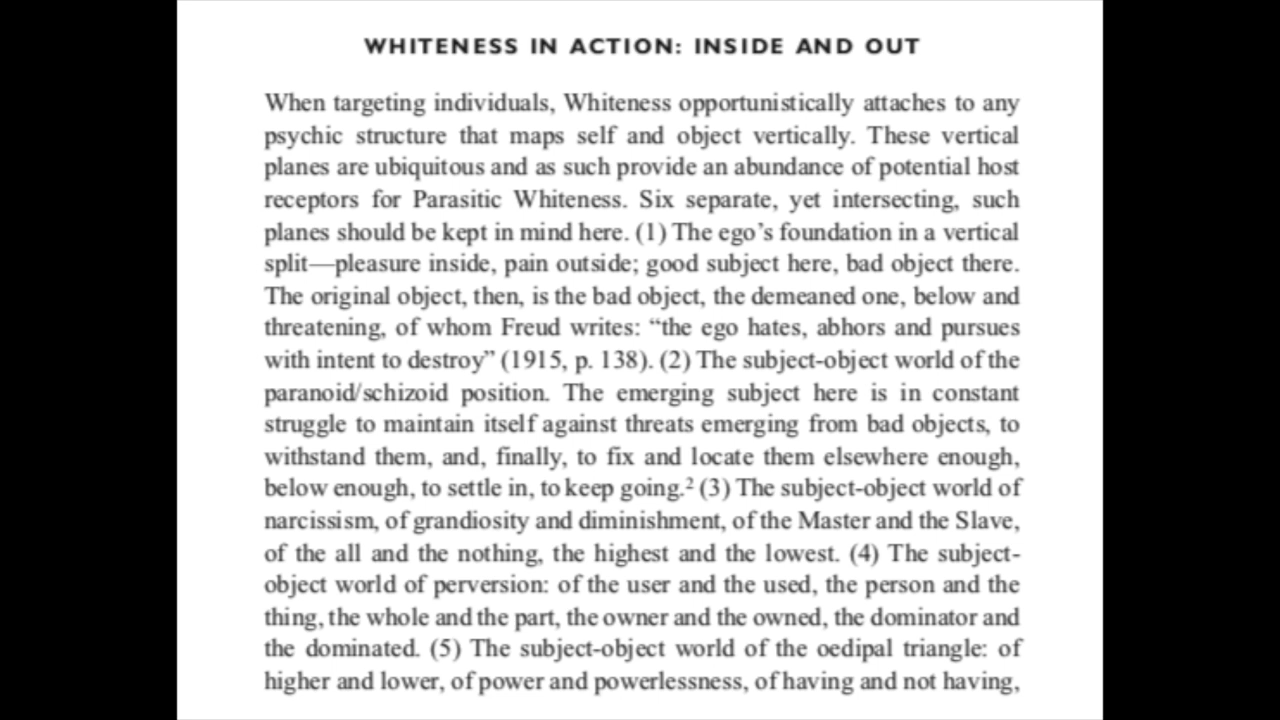 WHITENESS IN ACTION: INSIDE AND OUT
When targeting individuals, Whiteness opportunistically attaches to any
psychic structure that maps self and object vertically. These vertical
planes are ubiquitous and as such provide an abundance of potential host
receptors for Parasitic Whiteness. Six separate, yet intersecting, such
planes should be kept in mind here. (1) The ego’s foundation in a vertical
split—pleasure inside, pain outside; good subject here, bad object there.
The original object, then, is the bad object, the demeaned one, below and
threatening, of whom Freud writes: “the ego hates, abhors and pursues
with intent to destroy” (1915, p. 138). (2) The subject-object world of the
paranoid/schizoid position. The emerging subject here is in constant
struggle to maintain itself against threats emerging from bad objects, to
withstand them, and, finally, to fix and locate them elsewhere enough,
below enough, to settle in, to keep going.² (3) The subject-object world of
narcissism, of grandiosity and diminishment, of the Master and the Slave,
of the all and the nothing, the highest and the lowest. (4) The subject-
object world of perversion: of the user and the used, the person and the
thing, the whole and the part, the owner and the owned, the dominator and
the dominated. (5) The subject-object world of the oedipal triangle: of
higher and lower, of power and powerlessness, of having and not having,